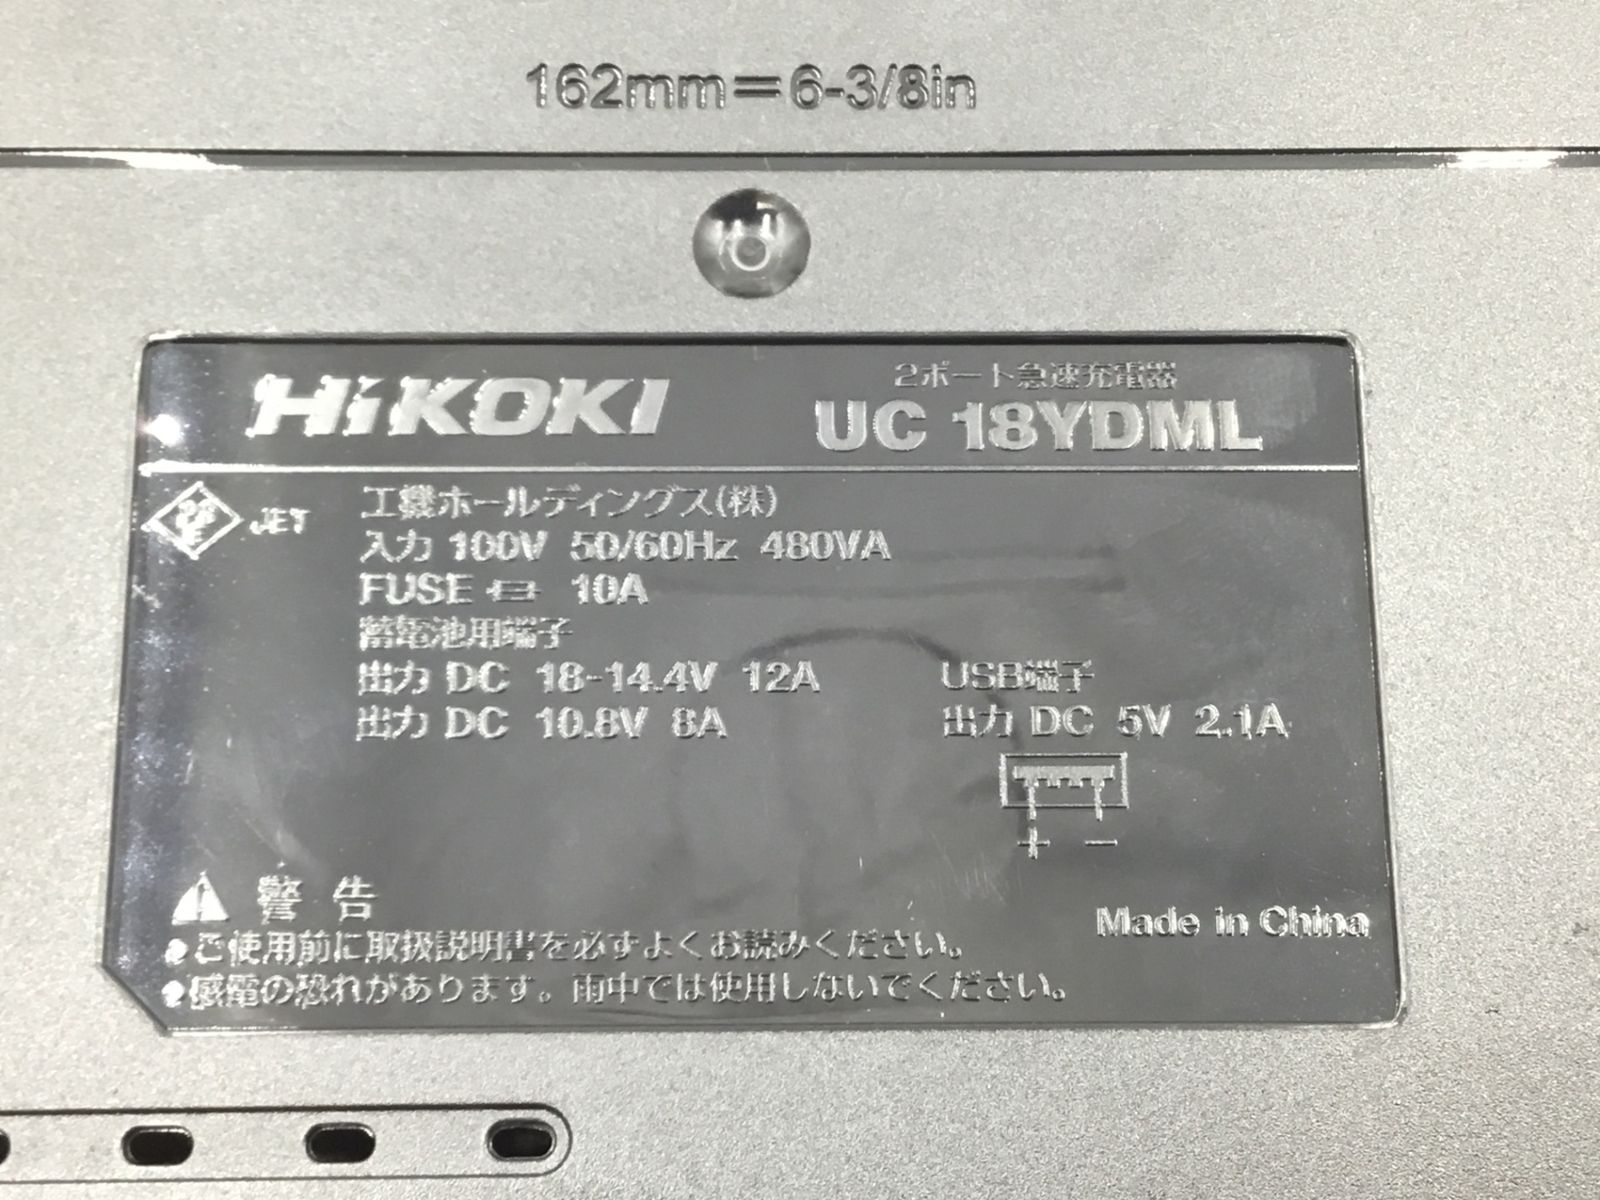 162mm=6-3/8in
HiKOKI
2ポート急速充電器
UC 18YDML
PSE JET
工機ホールディングス(株)
入力 100V 50/60Hz 480VA
FUSE 10A
蓄電池用端子
出力 DC 18-14.4V 12A
出力 DC 10.8V 8A
USB端子
出力 DC 5V 2.1A
+ −
Made in China
警告
●ご使用前に取扱説明書を必ずよくお読みください。
●感電の恐れがあります。雨中では使用しないでください。